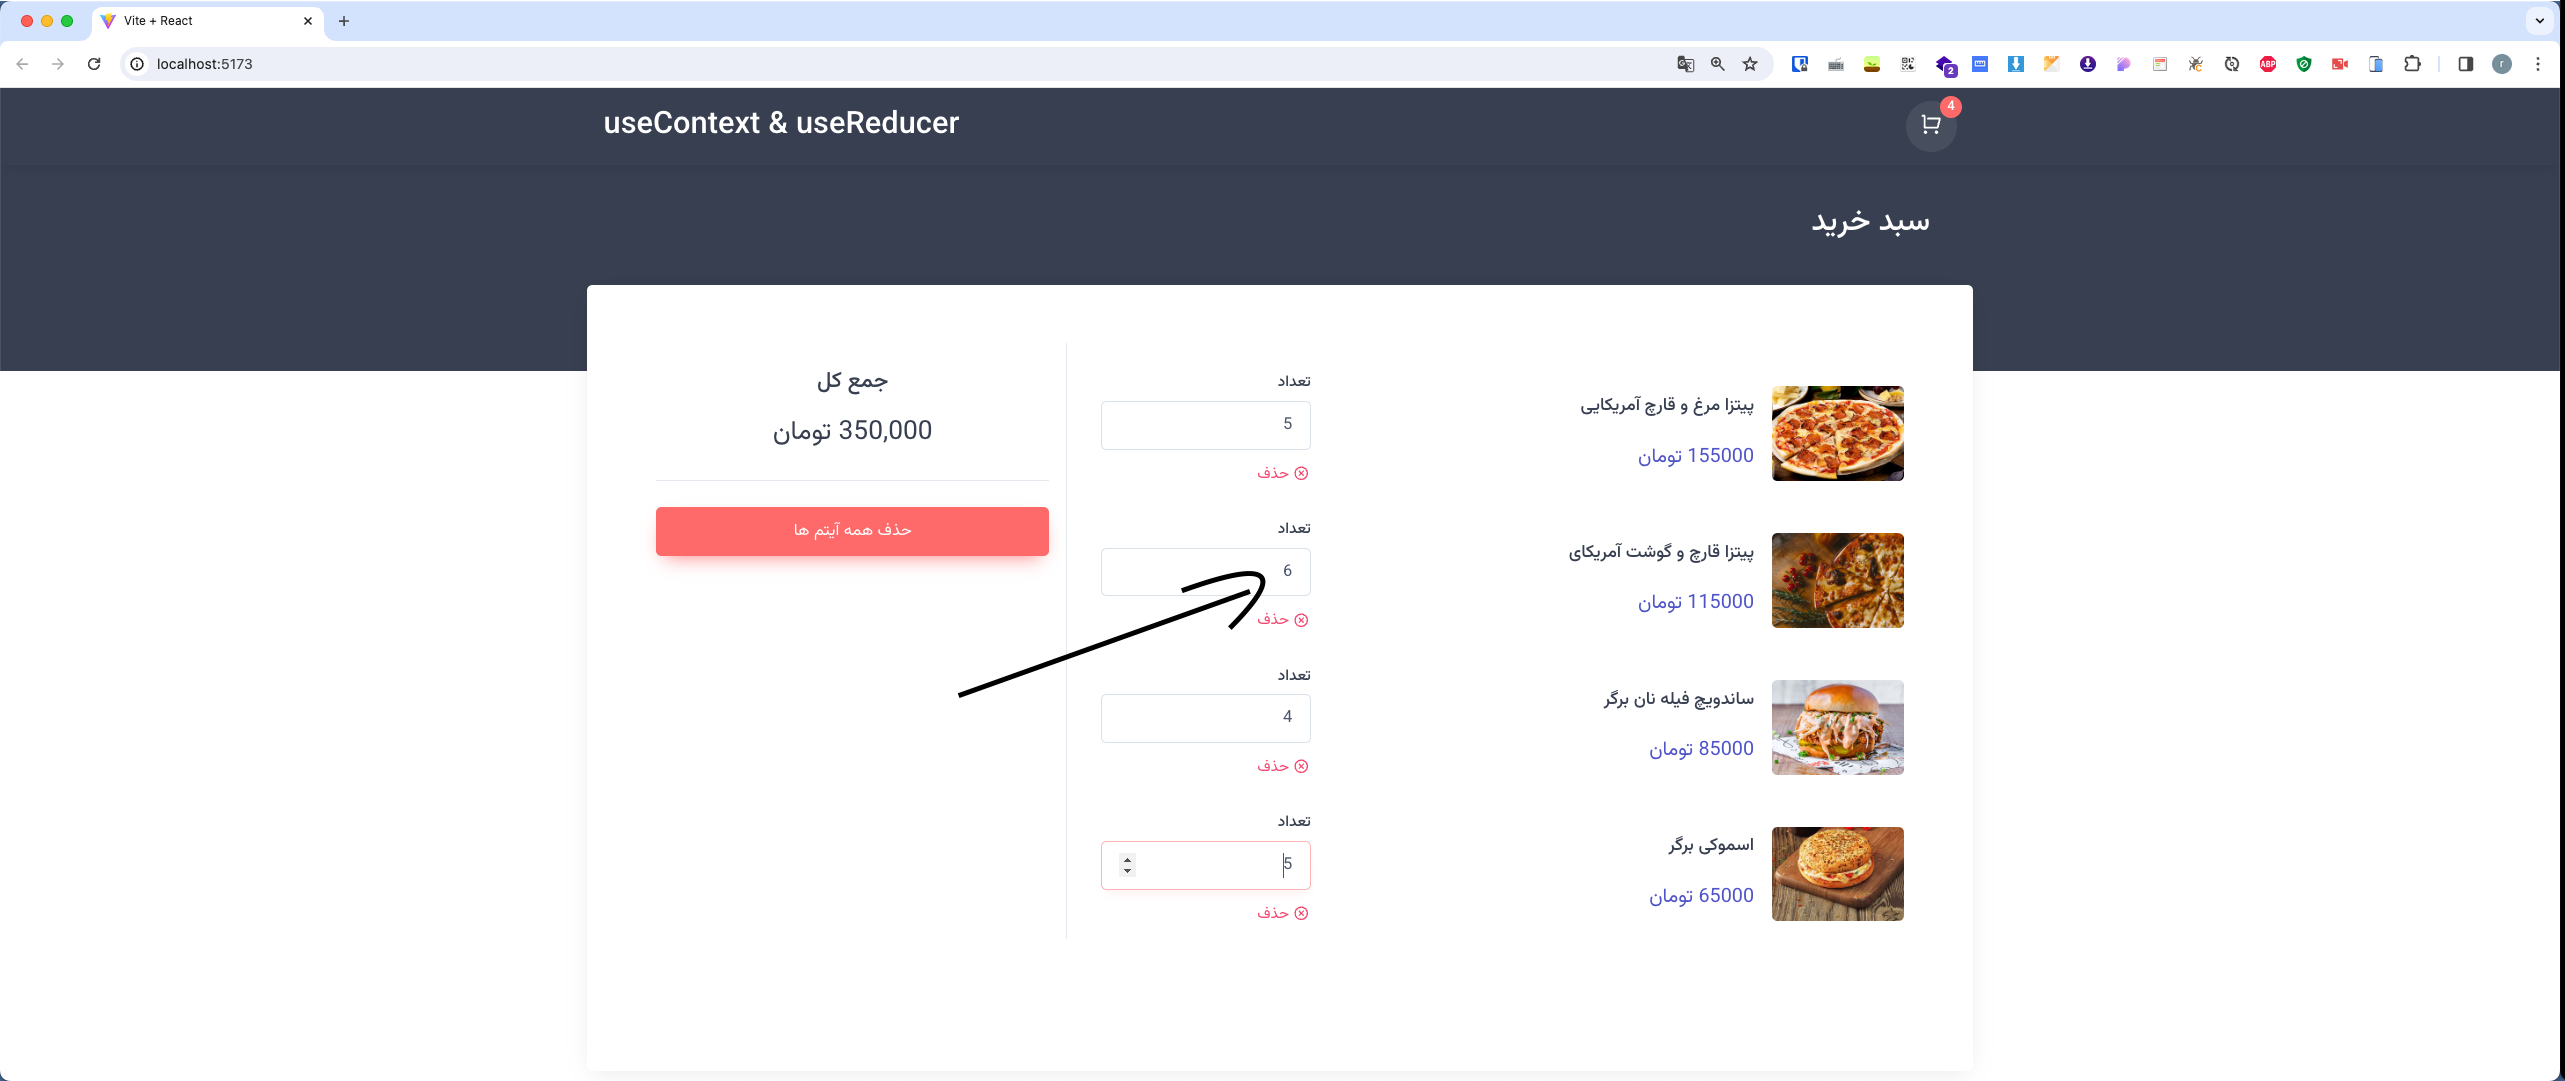 Vite + React
localhost:5173
2
ABP
r
useContext & useReducer
4
سبد خرید
پیتزا مرغ و قارچ آمریکایی
155000 تومان
تعداد
5
حذف
پیتزا قارچ و گوشت آمریکای
115000 تومان
تعداد
6
حذف
ساندویچ فیله نان برگر
85000 تومان
تعداد
4
حذف
اسموکی برگر
65000 تومان
تعداد
5
حذف
جمع کل
350,000 تومان
حذف همه آیتم ها